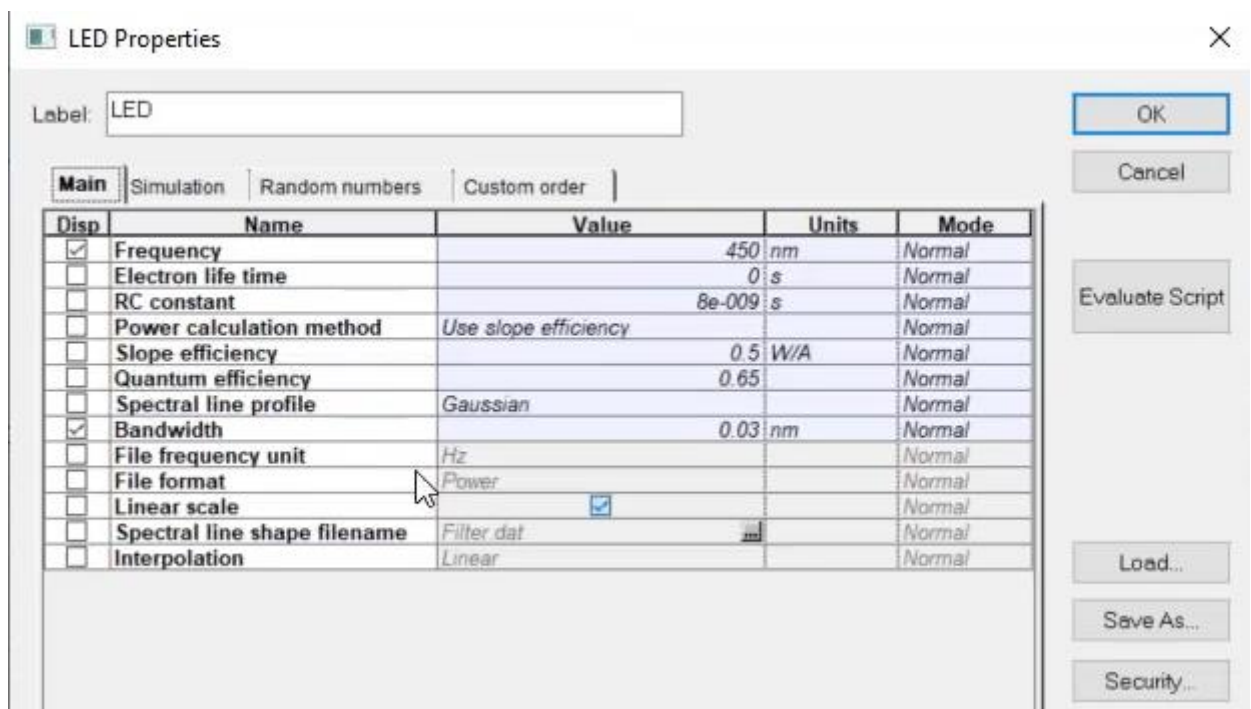 LED Properties
Label: LED
OK
Cancel
Main Simulation Random numbers Custom order
Disp Name Value Units Mode
Frequency 450 nm Normal
Electron life time 0 s Normal
RC constant 8e-009 s Normal
Evaluate Script
Power calculation method Use slope efficiency Normal
Slope efficiency 0.5 W/A Normal
Quantum efficiency 0.65 Normal
Spectral line profile Gaussian Normal
Bandwidth 0.03 nm Normal
File frequency unit Hz Normal
File format Power Normal
Linear scale Normal
Spectral line shape filename Filter.dat ... Normal
Interpolation Linear Normal
Load...
Save As...
Security...